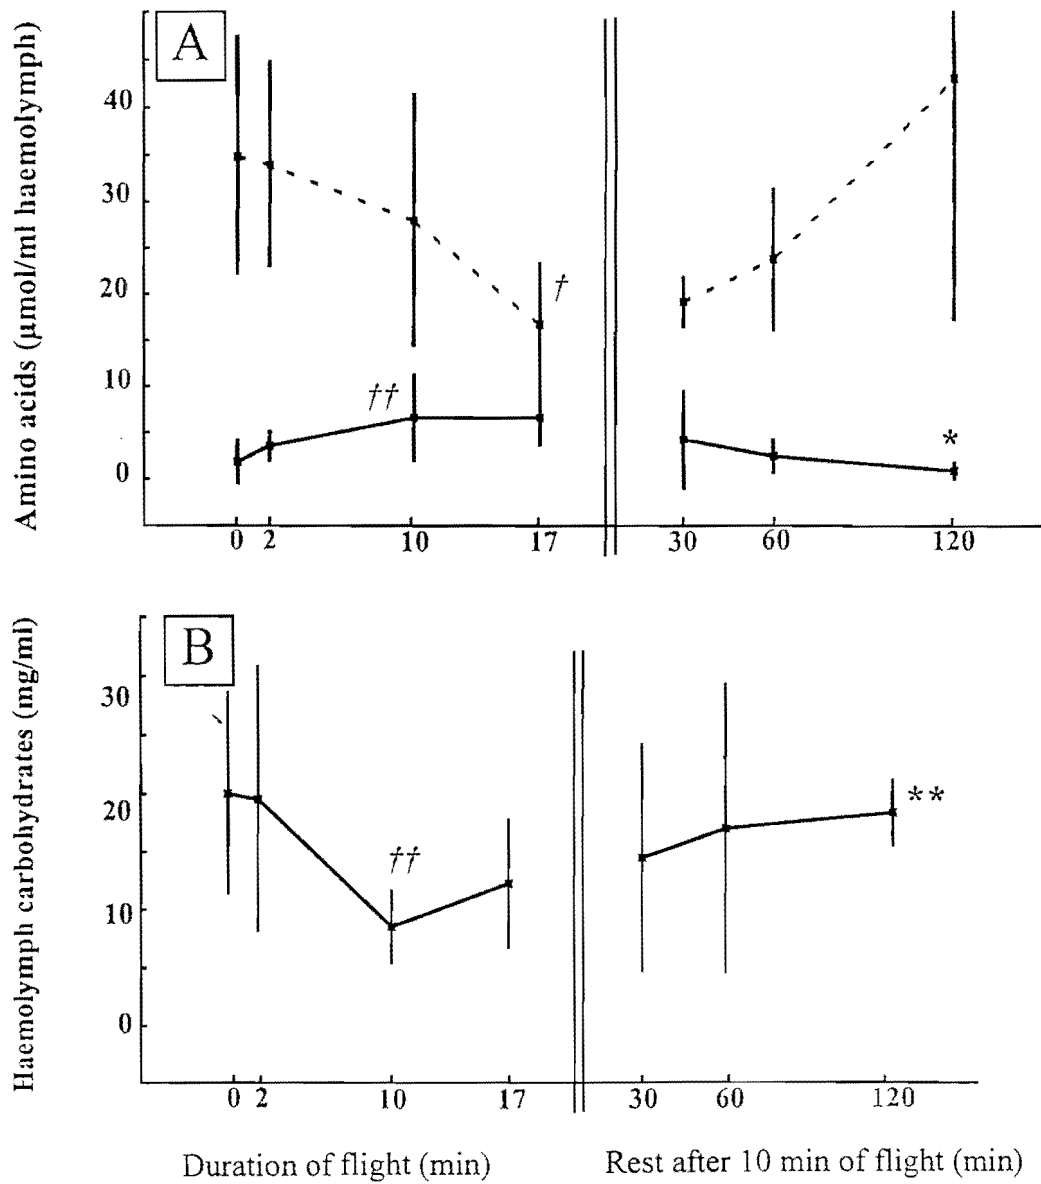 A
Amino acids (µmol/ml haemolymph)
40
30
20
10
0
†
††
*
0 2 10 17 30 60 120
B
Haemolymph carbohydrates (mg/ml)
30
20
10
0
††
**
0 2 10 17 30 60 120
Duration of flight (min) Rest after 10 min of flight (min)